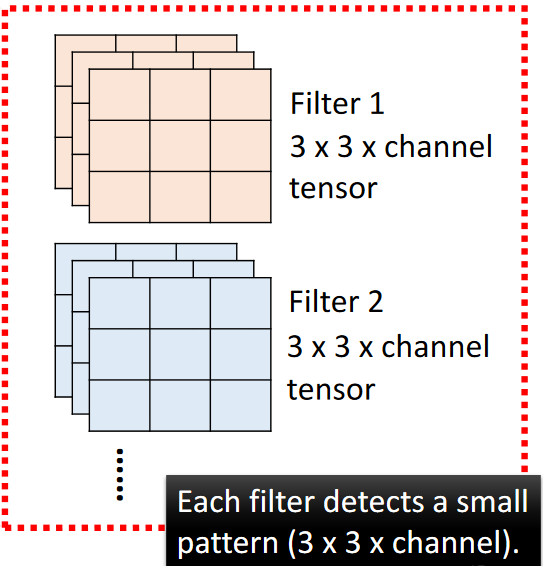 Filter 1
3 x 3 x channel
tensor
Filter 2
3 x 3 x channel
tensor
Each filter detects a small
pattern (3 x 3 x channel).